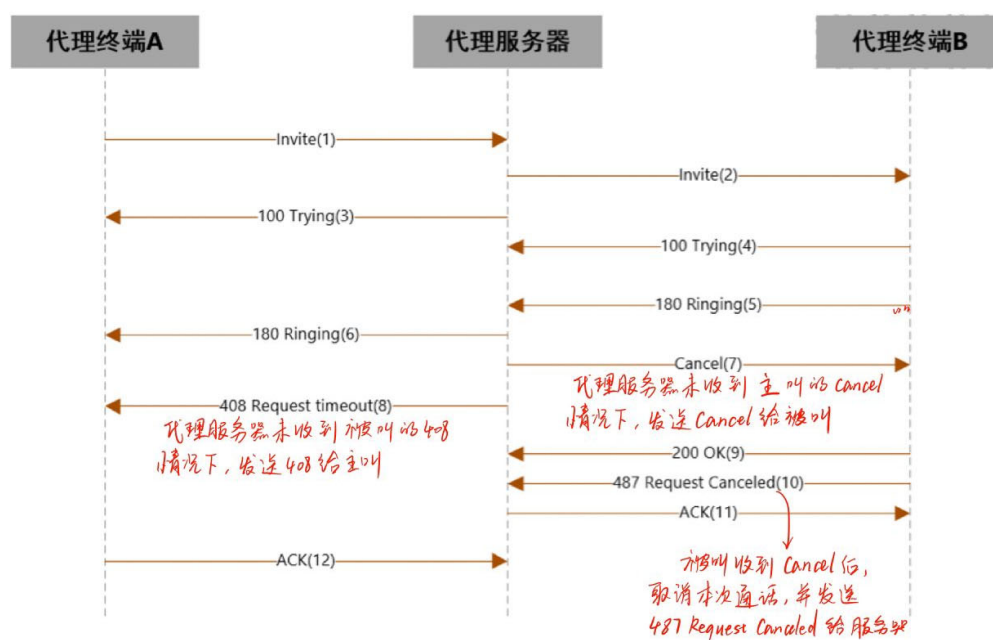 代理终端A
代理服务器
代理终端B
Invite(1)
Invite(2)
100 Trying(3)
100 Trying(4)
180 Ringing(5)
180 Ringing(6)
Cancel(7)
代理服务器未收到主叫的Cancel
情况下，发送Cancel给被叫
408 Request timeout(8)
代理服务器未收到被叫的408
情况下，发送408给主叫
200 OK(9)
487 Request Canceled(10)
ACK(11)
ACK(12)
被叫收到Cancel后，
取消本次通话，并发送
487 Request Canceled给服务器